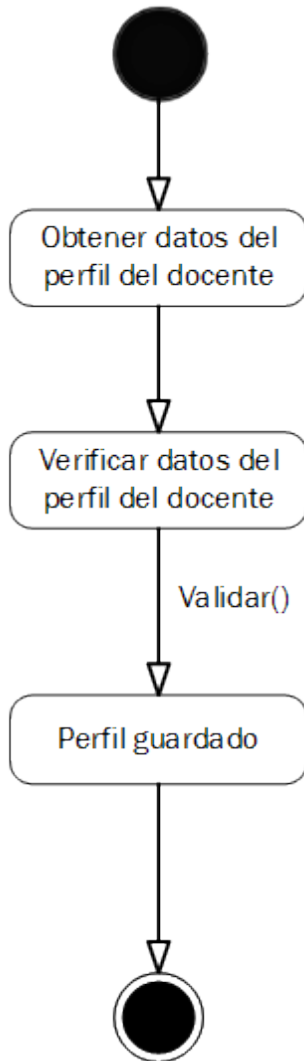 Obtener datos del
perfil del docente
Verificar datos del
perfil del docente
Validar()
Perfil guardado